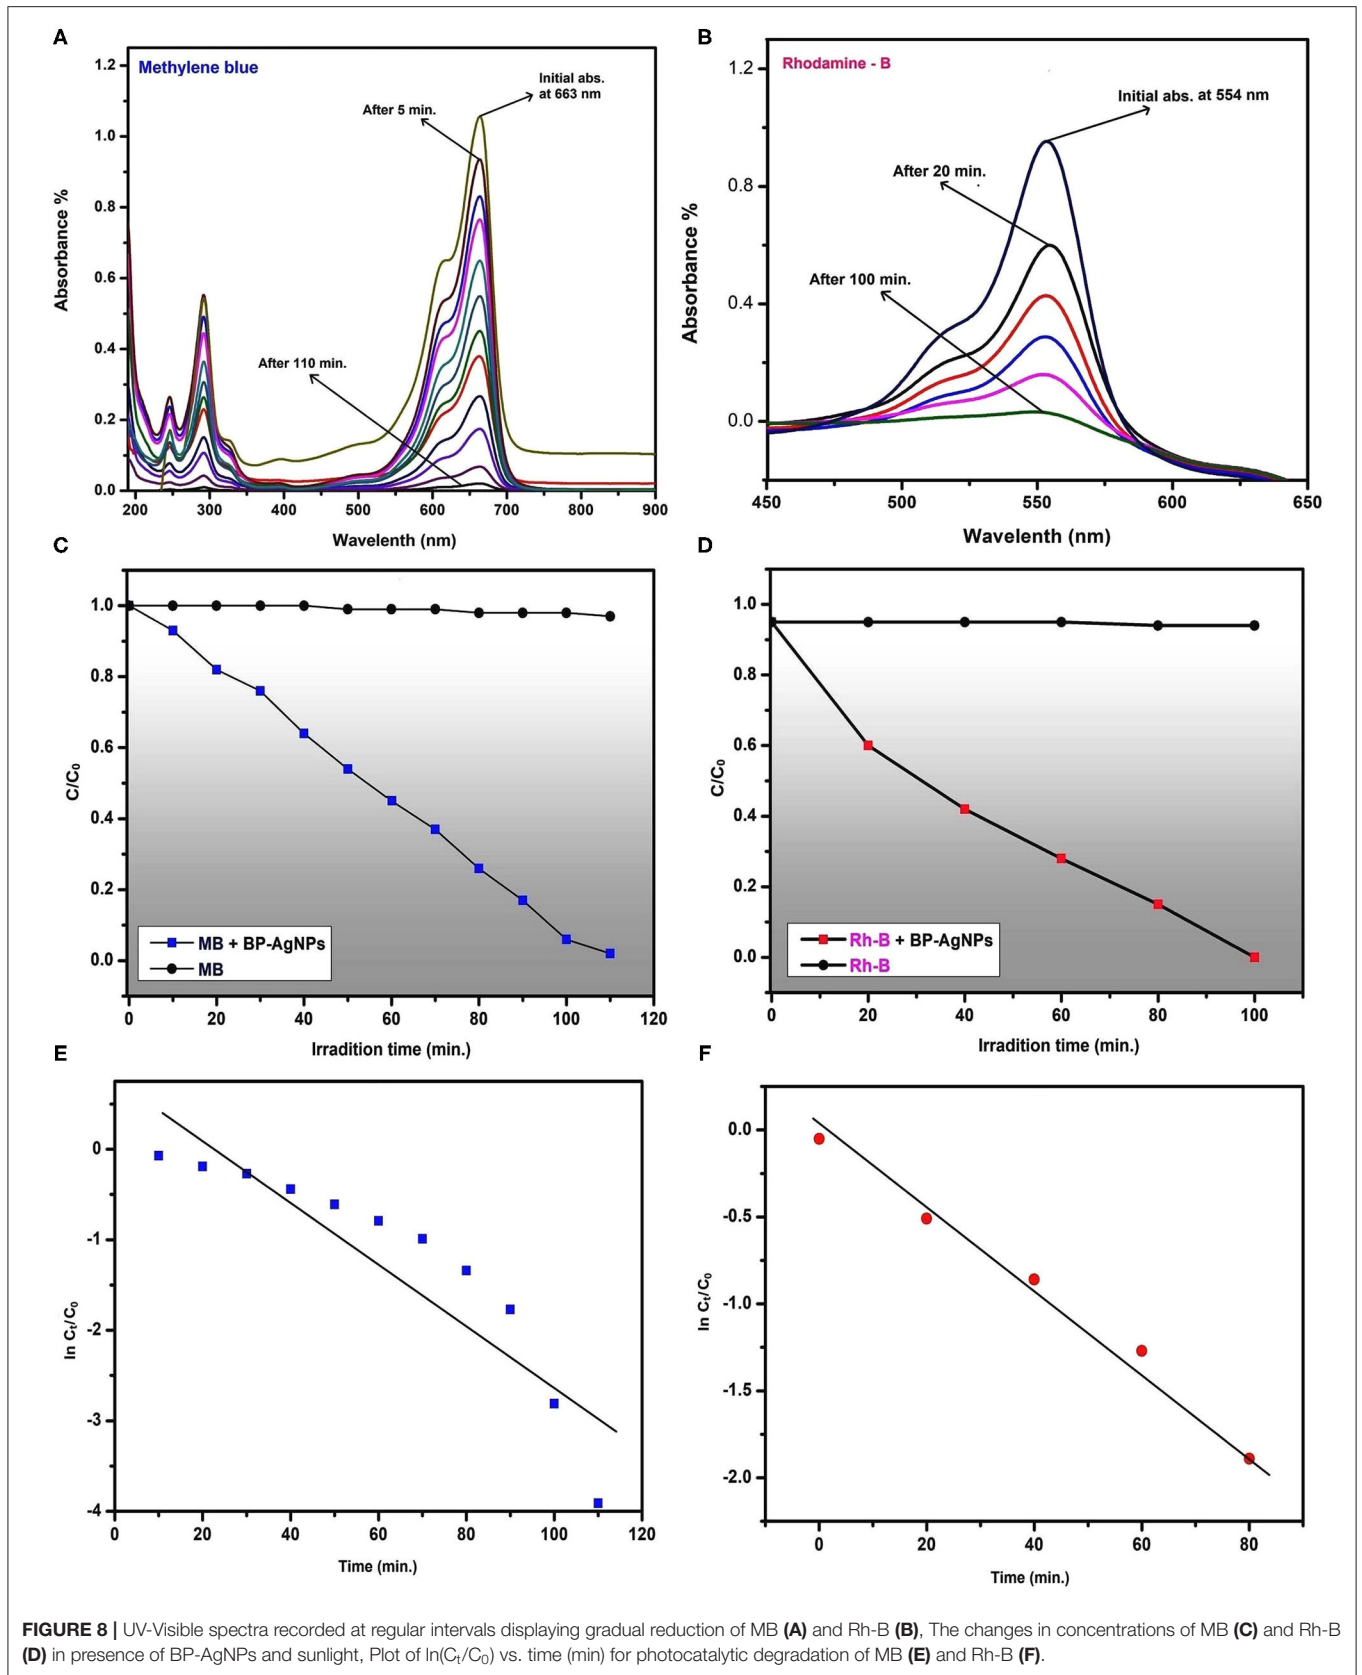 A
Methylene blue
Initial abs.
at 663 nm
After 5 min.
After 110 min.
Absorbance %
1.2
1.0
0.8
0.6
0.4
0.2
0.0
200 300 400 500 600 700 800 900
Wavelenth (nm)
B
Rhodamine - B
Initial abs. at 554 nm
After 20 min.
After 100 min.
Absorbance %
1.2
0.8
0.4
0.0
450 500 550 600 650
Wavelenth (nm)
C
C/C0
1.0
0.8
0.6
0.4
0.2
0.0
MB + BP-AgNPs
MB
0 20 40 60 80 100 120
Irradition time (min.)
D
C/C0
1.0
0.8
0.6
0.4
0.2
0.0
Rh-B + BP-AgNPs
Rh-B
0 20 40 60 80 100
Irradition time (min.)
E
ln Ct/C0
0
-1
-2
-3
-4
0 20 40 60 80 100 120
Time (min.)
F
ln Ct/C0
0.0
-0.5
-1.0
-1.5
-2.0
0 20 40 60 80
Time (min.)
FIGURE 8 | UV-Visible spectra recorded at regular intervals displaying gradual reduction of MB (A) and Rh-B (B), The changes in concentrations of MB (C) and Rh-B
(D) in presence of BP-AgNPs and sunlight, Plot of ln(Ct/C0) vs. time (min) for photocatalytic degradation of MB (E) and Rh-B (F).